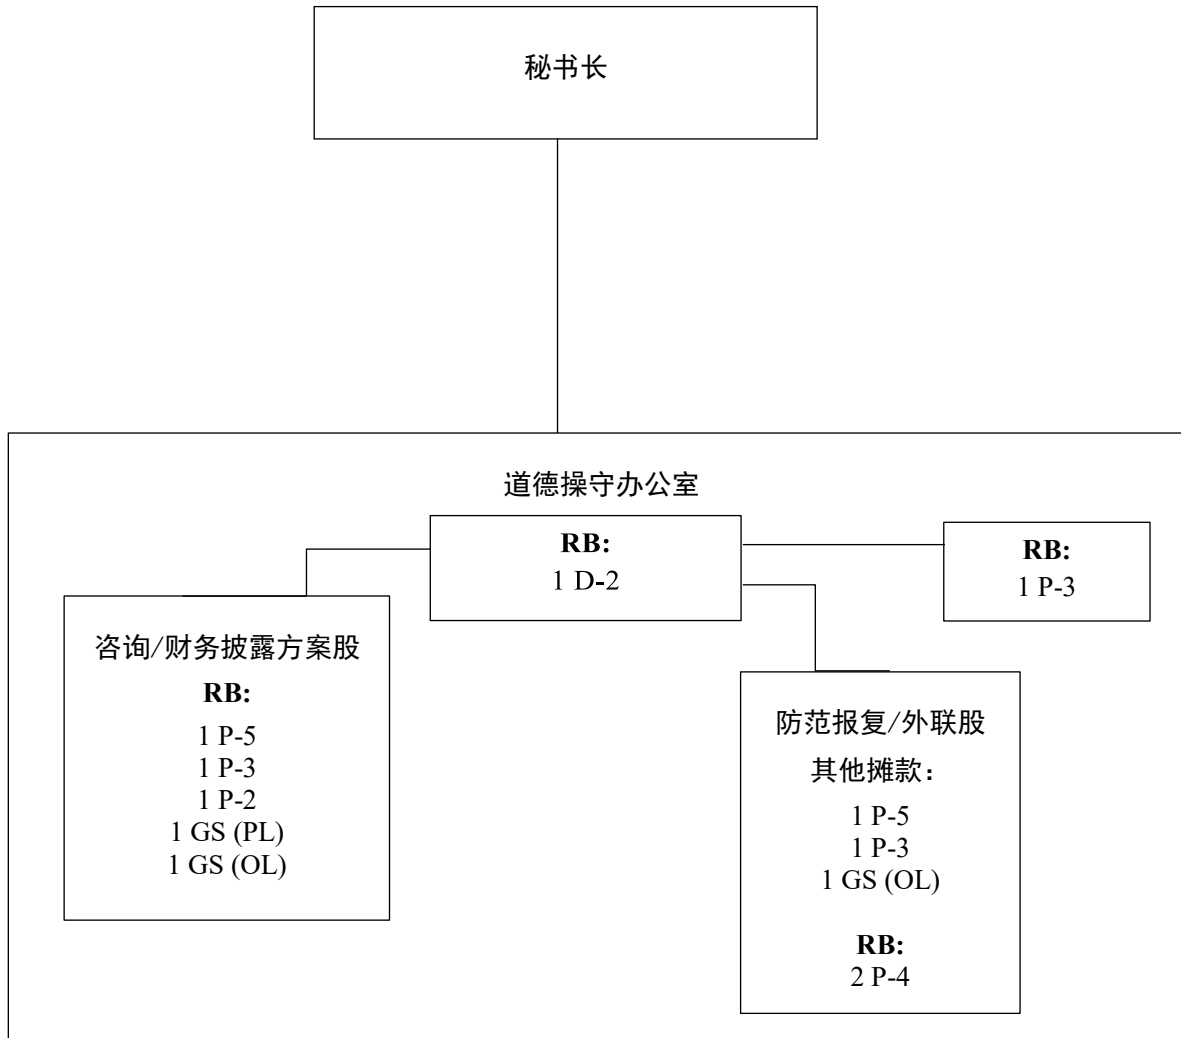 秘书长
道德操守办公室
RB:
1 D-2
RB:
1 P-3
咨询/财务披露方案股
RB:
1 P-5
1 P-3
1 P-2
1 GS (PL)
1 GS (OL)
防范报复/外联股
其他摊款：
1 P-5
1 P-3
1 GS (OL)
RB:
2 P-4